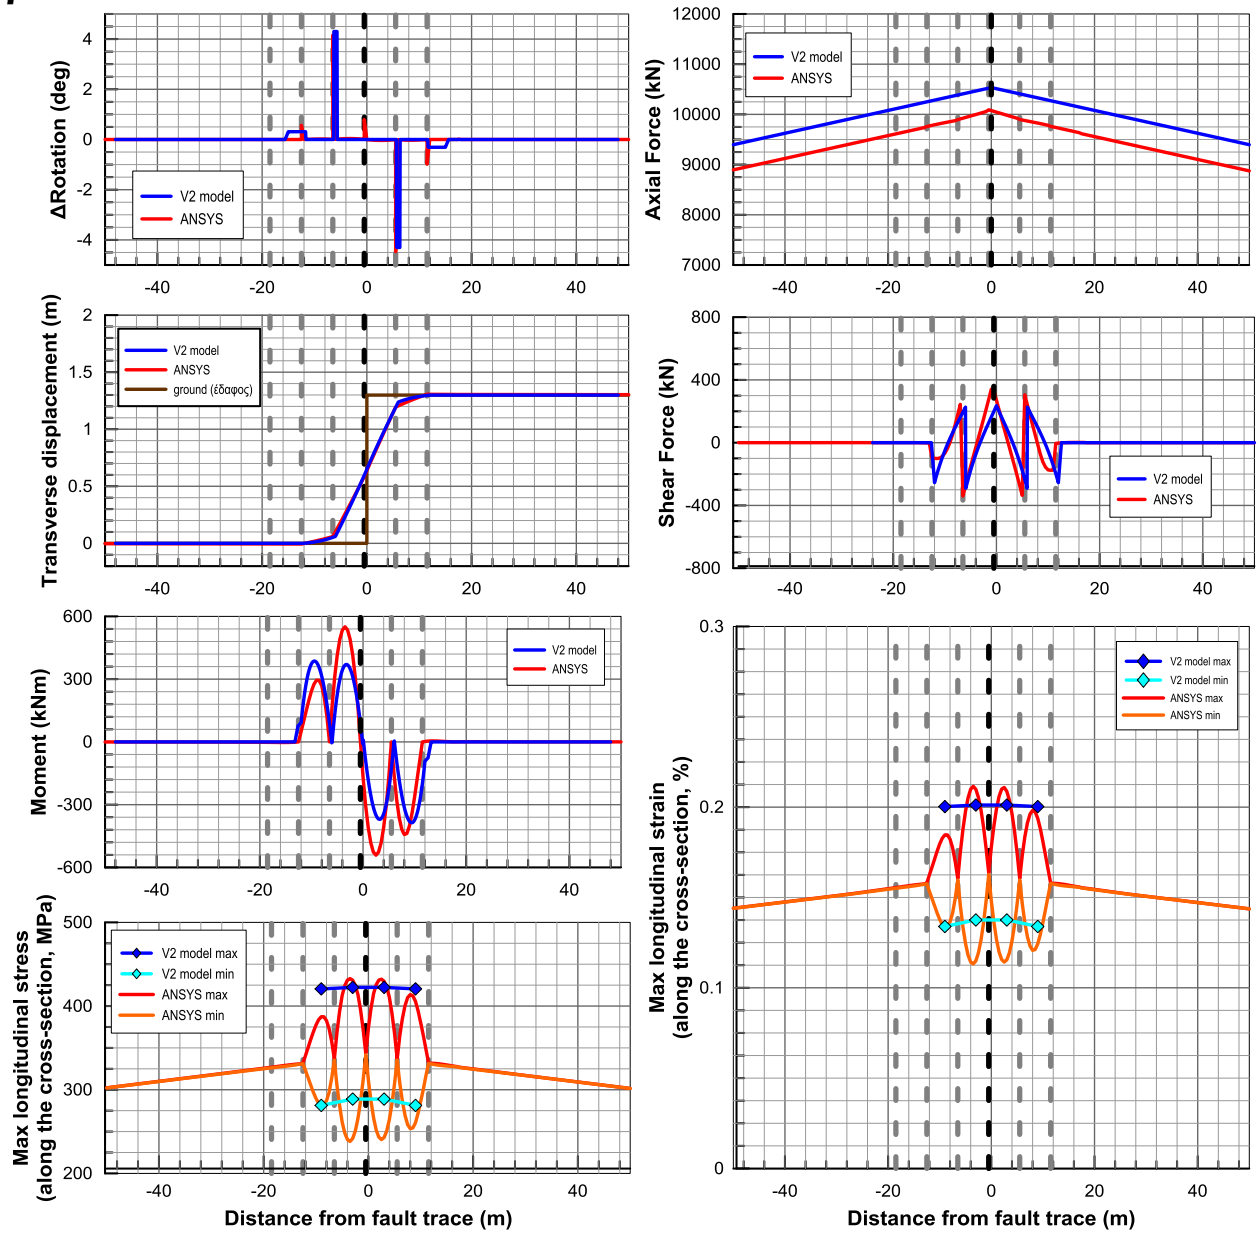 ΔRotation (deg)
4
2
0
-2
-4
V2 model
ANSYS
-40
-20
0
20
40
Axial Force (kN)
12000
11000
10000
9000
8000
7000
V2 model
ANSYS
-40
-20
0
20
40
Transverse displacement (m)
2
1.5
1
0.5
0
V2 model
ANSYS
ground (έδαφος)
-40
-20
0
20
40
Shear Force (kN)
800
400
0
-400
-800
V2 model
ANSYS
-40
-20
0
20
40
Moment (kNm)
600
300
0
-300
-600
V2 model
ANSYS
-40
-20
0
20
40
Max longitudinal stress
(along the cross-section, MPa)
500
400
300
200
V2 model max
V2 model min
ANSYS max
ANSYS min
-40
-20
0
20
40
Distance from fault trace (m)
Max longitudinal strain
(along the cross-section, %)
0.3
0.2
0.1
0
V2 model max
V2 model min
ANSYS max
ANSYS min
-40
-20
0
20
40
Distance from fault trace (m)